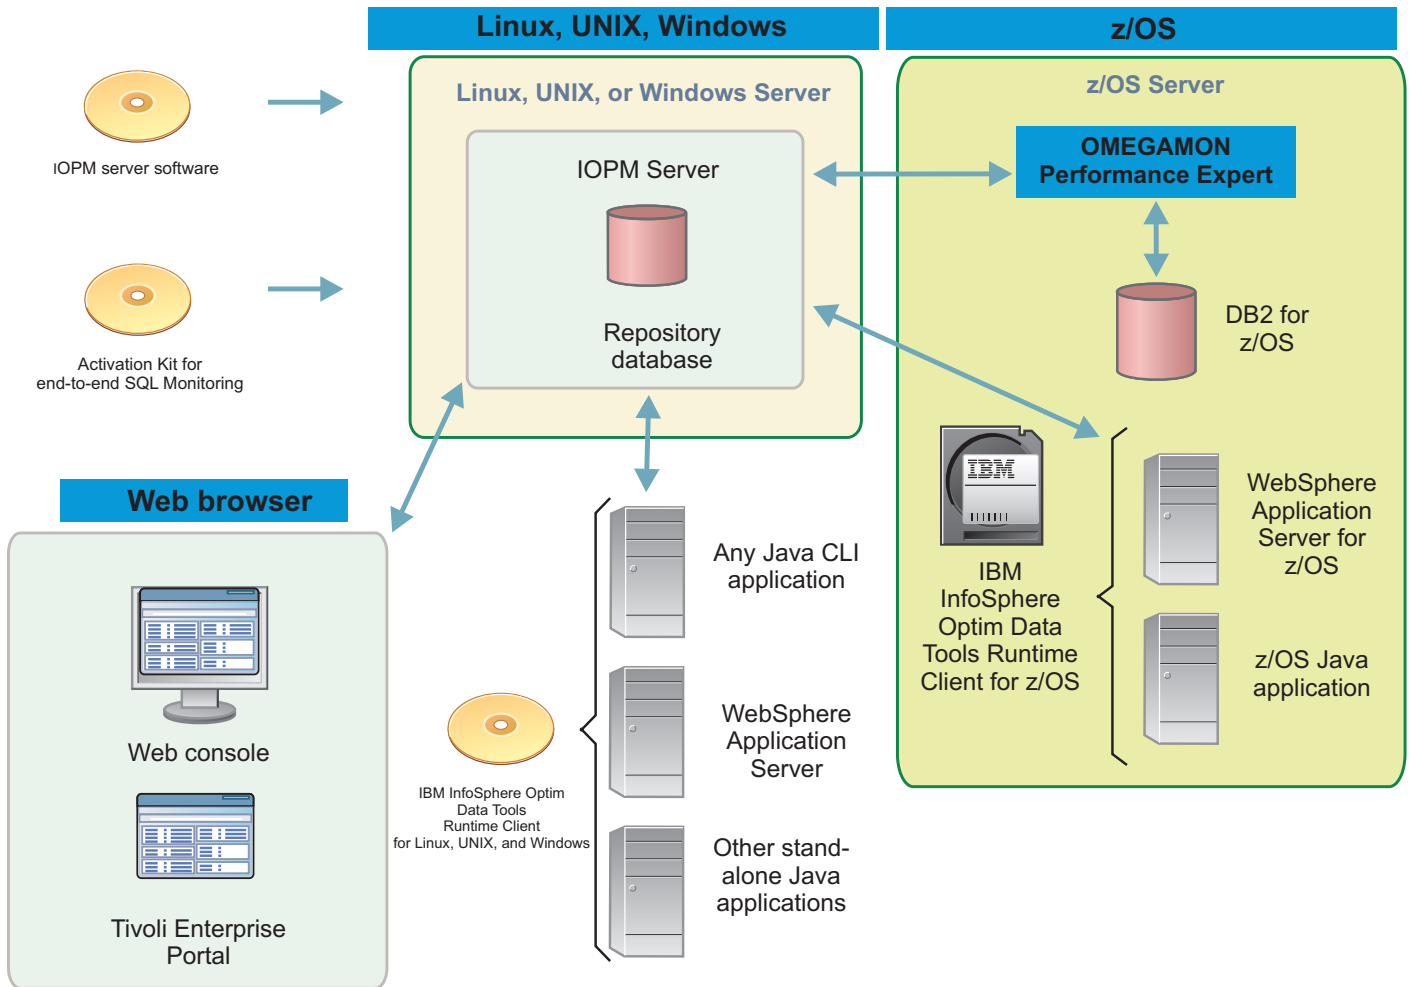 Linux, UNIX, Windows
z/OS
IOPM server software
Activation Kit for
end-to-end SQL Monitoring
Linux, UNIX, or Windows Server
IOPM Server
Repository
database
z/OS Server
OMEGAMON
Performance Expert
DB2 for
z/OS
IBM
IBM
InfoSphere
Optim Data
Tools Runtime
Client for z/OS
WebSphere
Application
Server for
z/OS
z/OS Java
application
Web browser
Web console
Tivoli Enterprise
Portal
IBM InfoSphere Optim
Data Tools
Runtime Client
for Linux, UNIX, and Windows
Any Java CLI
application
WebSphere
Application
Server
Other stand-
alone Java
applications